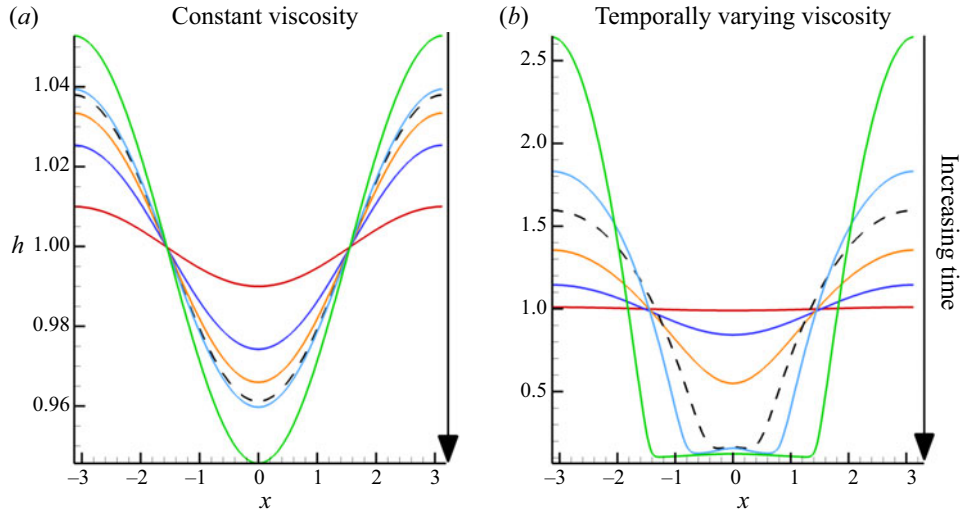 (a) Constant viscosity
(b) Temporally varying viscosity
1.04
1.02
h 1.00
0.98
0.96
–3 –2 –1 0 1 2 3
x
2.5
2.0
1.5
1.0
0.5
–3 –2 –1 0 1 2 3
x
Increasing time